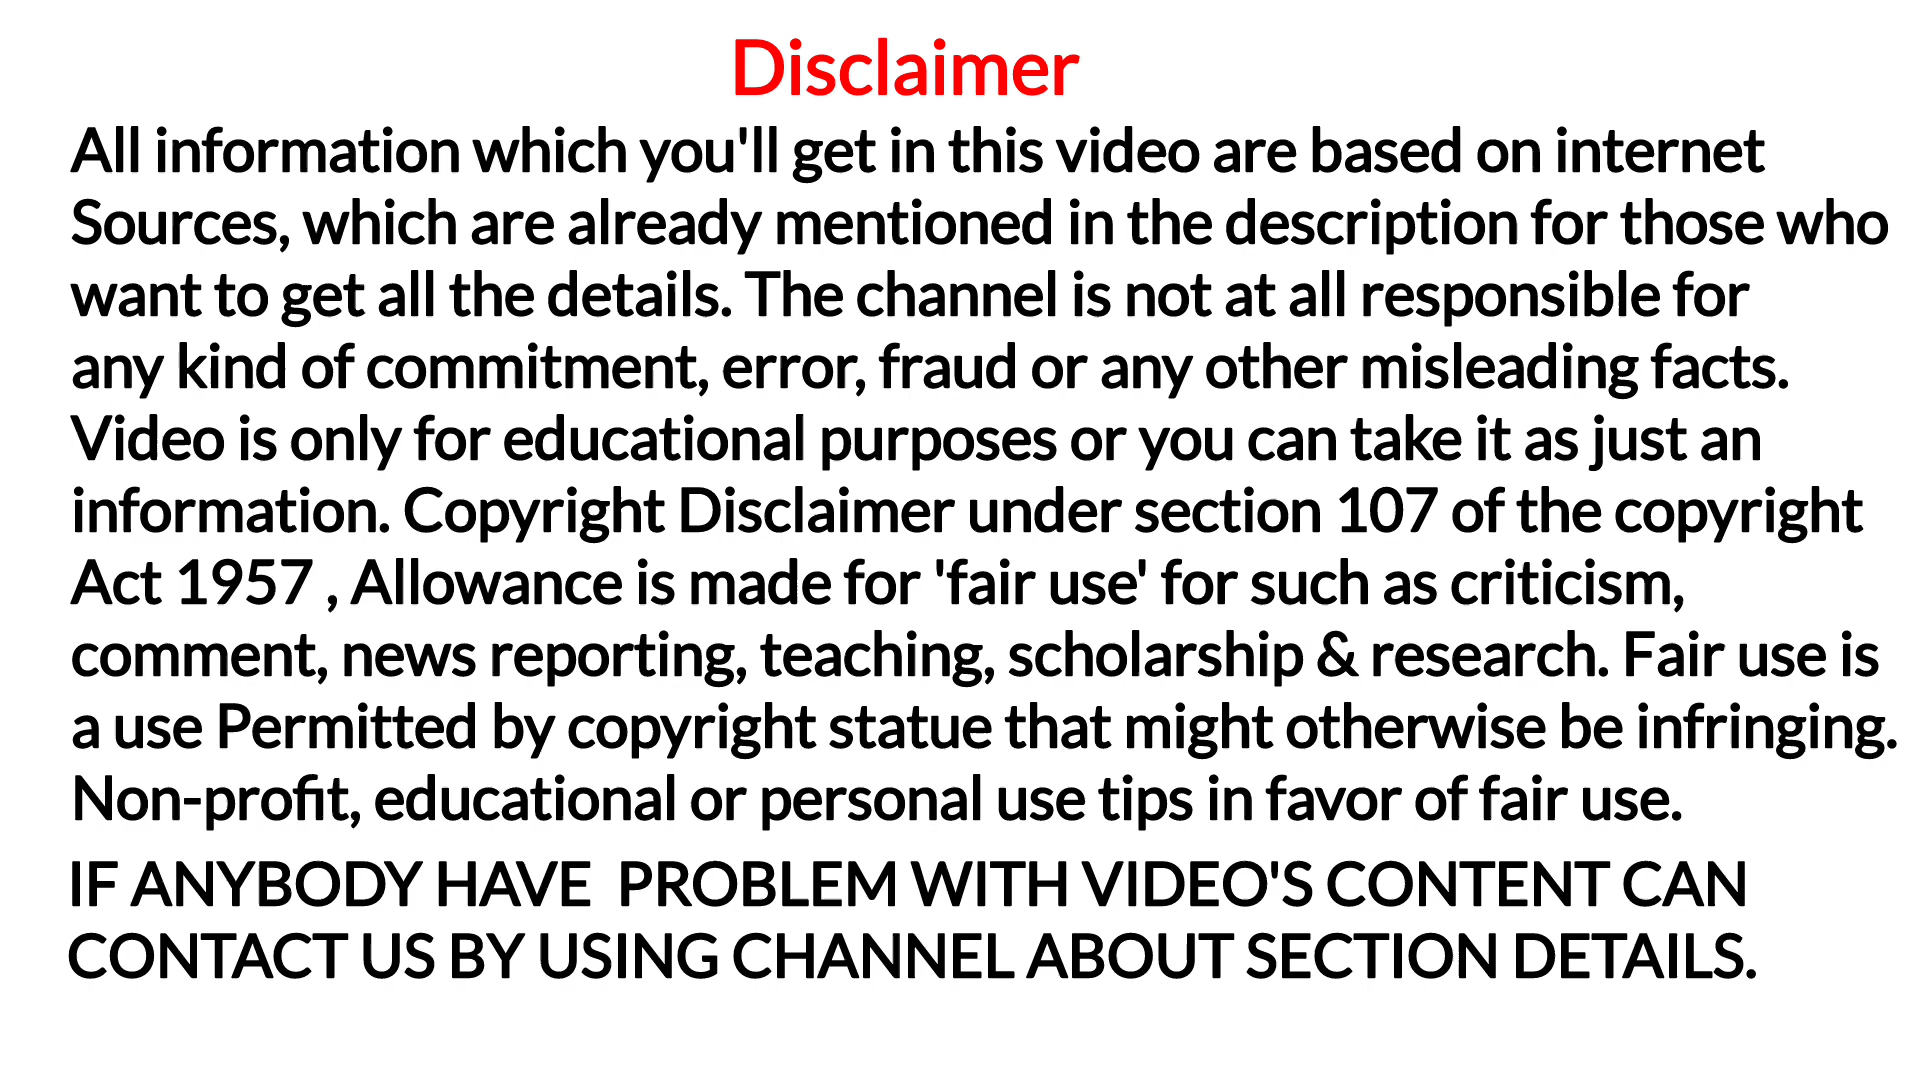 Disclaimer
All information which you'll get in this video are based on internet
Sources, which are already mentioned in the description for those who
want to get all the details. The channel is not at all responsible for
any kind of commitment, error, fraud or any other misleading facts.
Video is only for educational purposes or you can take it as just an
information. Copyright Disclaimer under section 107 of the copyright
Act 1957 , Allowance is made for 'fair use' for such as criticism,
comment, news reporting, teaching, scholarship & research. Fair use is
a use Permitted by copyright statue that might otherwise be infringing.
Non-profit, educational or personal use tips in favor of fair use.
IF ANYBODY HAVE  PROBLEM WITH VIDEO'S CONTENT CAN
CONTACT US BY USING CHANNEL ABOUT SECTION DETAILS.